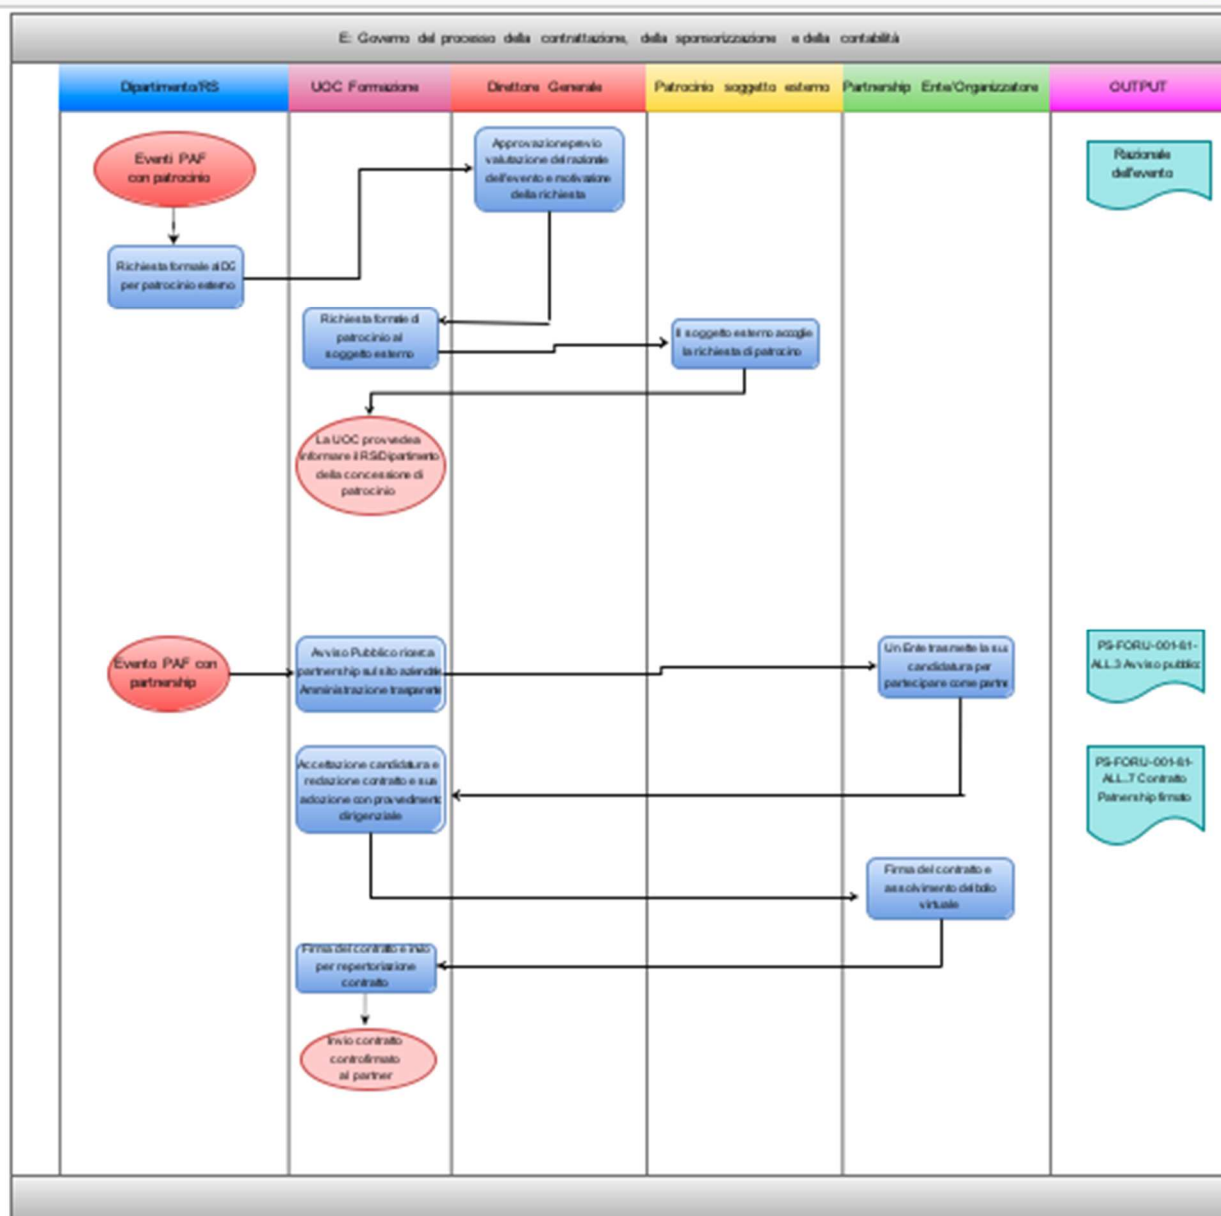 E: Governo del processo della contrattazione, della sponsorizzazione e della contabilità
Dipartimento/RS
UOC Formazione
Direttore Generale
Patrocinio soggetto esterno
Partnership Ente/Organizzatore
OUTPUT
Eventi PAF
con patrocinio
Approvazione previo
valutazione del razionale
dell'evento e motivazione
della richiesta
Razionale
dell'evento
Richiesta formale al DG
per patrocinio esterno
Richiesta formale di
patrocinio al
soggetto esterno
Il soggetto esterno accoglie
la richiesta di patrocinio
La UOC provvede a
informare il RS/Dipartimento
della concessione di
patrocinio
Evento PAF con
partnership
Avviso Pubblico ricerca
partnership sul sito aziendale
Amministrazione trasparente
Un Ente trasmette la sua
candidatura per
partecipare come partner
PS-FORU-001-61-
ALL.3 Avviso pubblico
Accettazione candidatura e
redazione contratto e sua
adozione con provvedimento
dirigenziale
PS-FORU-001-61-
ALL.7 Contratto
Patnership firmato
Firma del contratto e
assolvimento del bollo
virtuale
Firma del contratto e invio
per repertoriazione
contratto
Invio contratto
controfirmato
al partner